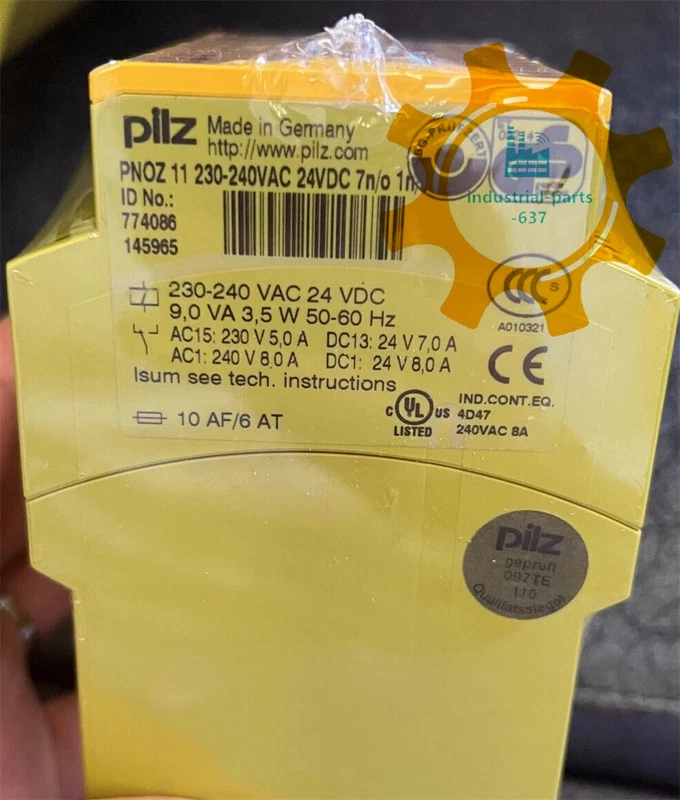 pilz Made in Germany
http://www.pilz.com
PNOZ 11 230-240VAC 24VDC 7n/o 1n
ID No.:
774086
145965
230-240 VAC 24 VDC
9,0 VA 3,5 W 50-60 Hz
AC15: 230 V 5,0 A DC13: 24 V 7,0 A
AC1: 240 V 8,0 A DC1: 24 V 8,0 A
Isum see tech. instructions
10 AF/6 AT
Industrial-parts
-637
CCC S
A010321
CE
C UL US
LISTED
IND.CONT.EQ.
4D47
240VAC 8A
pilz
geprüft
097TE
110
Qualitätssiegel